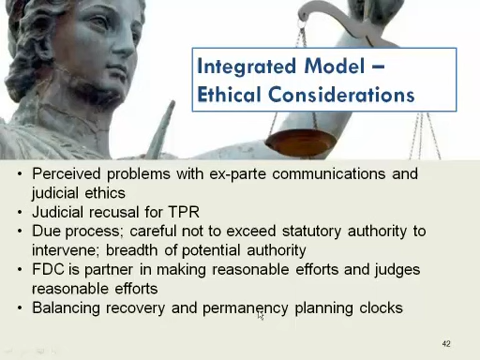 Integrated Model –
Ethical Considerations
• Perceived problems with ex-parte communications and
judicial ethics
• Judicial recusal for TPR
• Due process; careful not to exceed statutory authority to
intervene; breadth of potential authority
• FDC is partner in making reasonable efforts and judges
reasonable efforts
• Balancing recovery and permanency planning clocks
42